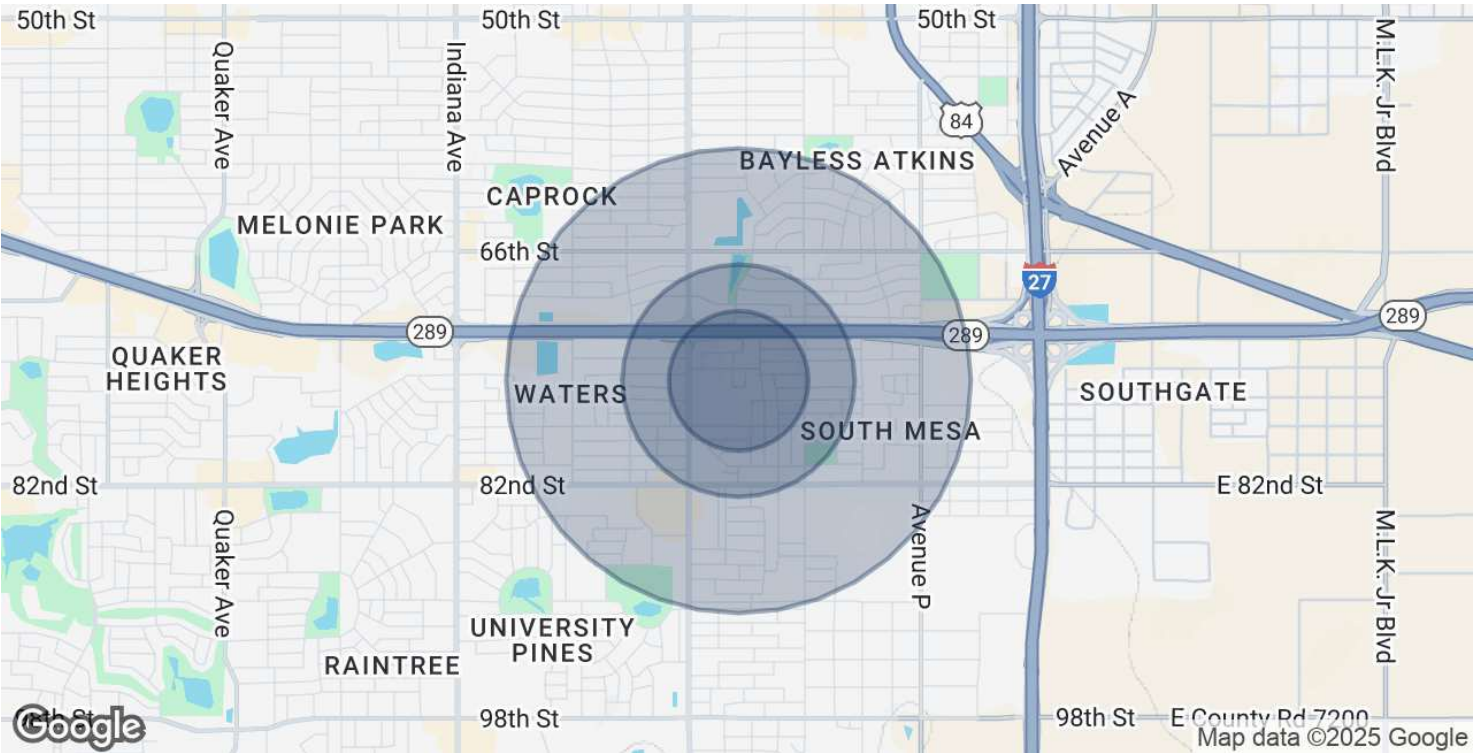 50th St
50th St
50th St
Quaker Ave
Indiana Ave
M.L.K. Jr Blvd
84
Avenue A
BAYLESS ATKINS
CAPROCK
MELONIE PARK
66th St
27
289
289
289
QUAKER
HEIGHTS
WATERS
SOUTHGATE
SOUTH MESA
82nd St
82nd St
E 82nd St
Quaker Ave
Avenue P
M.L.K. Jr Blvd
UNIVERSITY
PINES
RAINTREE
98th St
98th St
98th St
E County Rd 7200
Google
Map data ©2025 Google